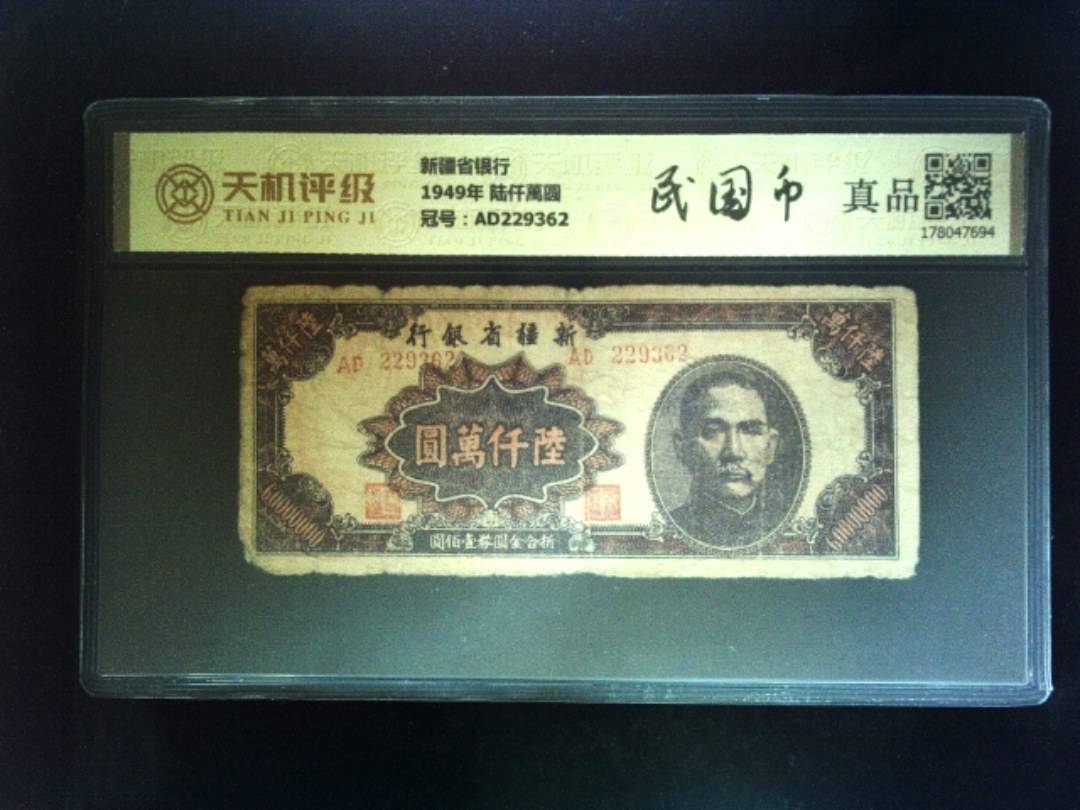 天机评级
TIAN JI PING JI
新疆省银行
1949年 陆仟萬圓
冠号：AD229362
民国币
真品
178047694
新疆省銀行
陸仟萬
陸仟萬
AD 229362
AD 229362
陸仟萬圓
60000000
60000000
折合金圓券壹佰圓